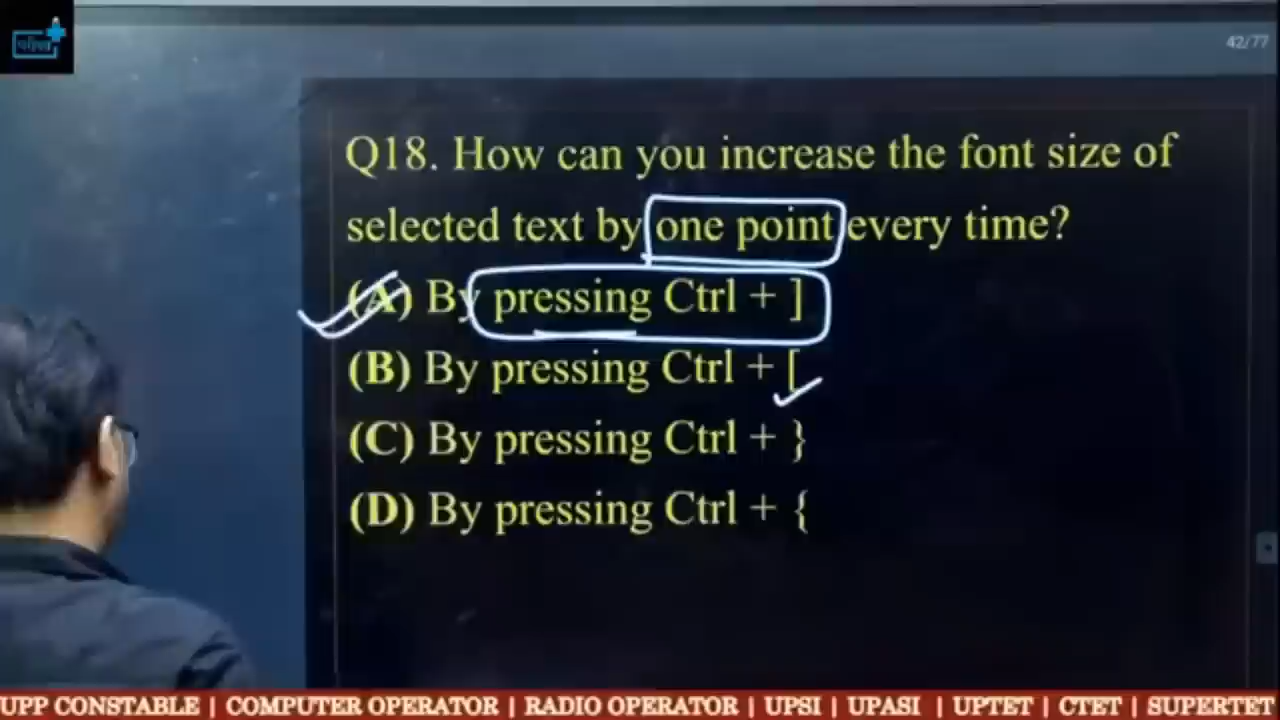 42/77
Q18. How can you increase the font size of
selected text by one point every time?
(A) By pressing Ctrl + ]
(B) By pressing Ctrl + [
(C) By pressing Ctrl + }
(D) By pressing Ctrl + {
UPP CONSTABLE | COMPUTER OPERATOR | RADIO OPERATOR | UPSI | UPASI | UPTET | CTET | SUPERTET